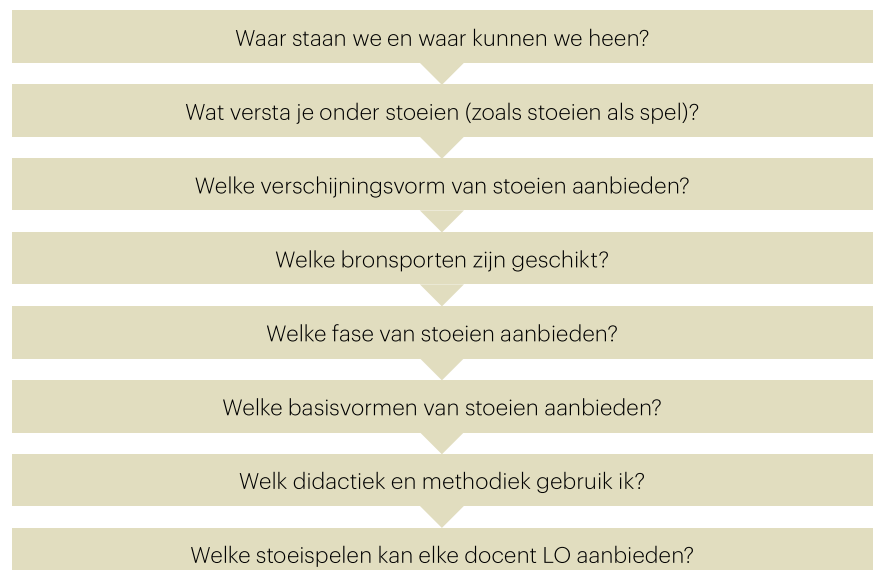 Waar staan we en waar kunnen we heen?
Wat versta je onder stoeien (zoals stoeien als spel)?
Welke verschijningsvorm van stoeien aanbieden?
Welke bronsporten zijn geschikt?
Welke fase van stoeien aanbieden?
Welke basisvormen van stoeien aanbieden?
Welk didactiek en methodiek gebruik ik?
Welke stoeispelen kan elke docent LO aanbieden?